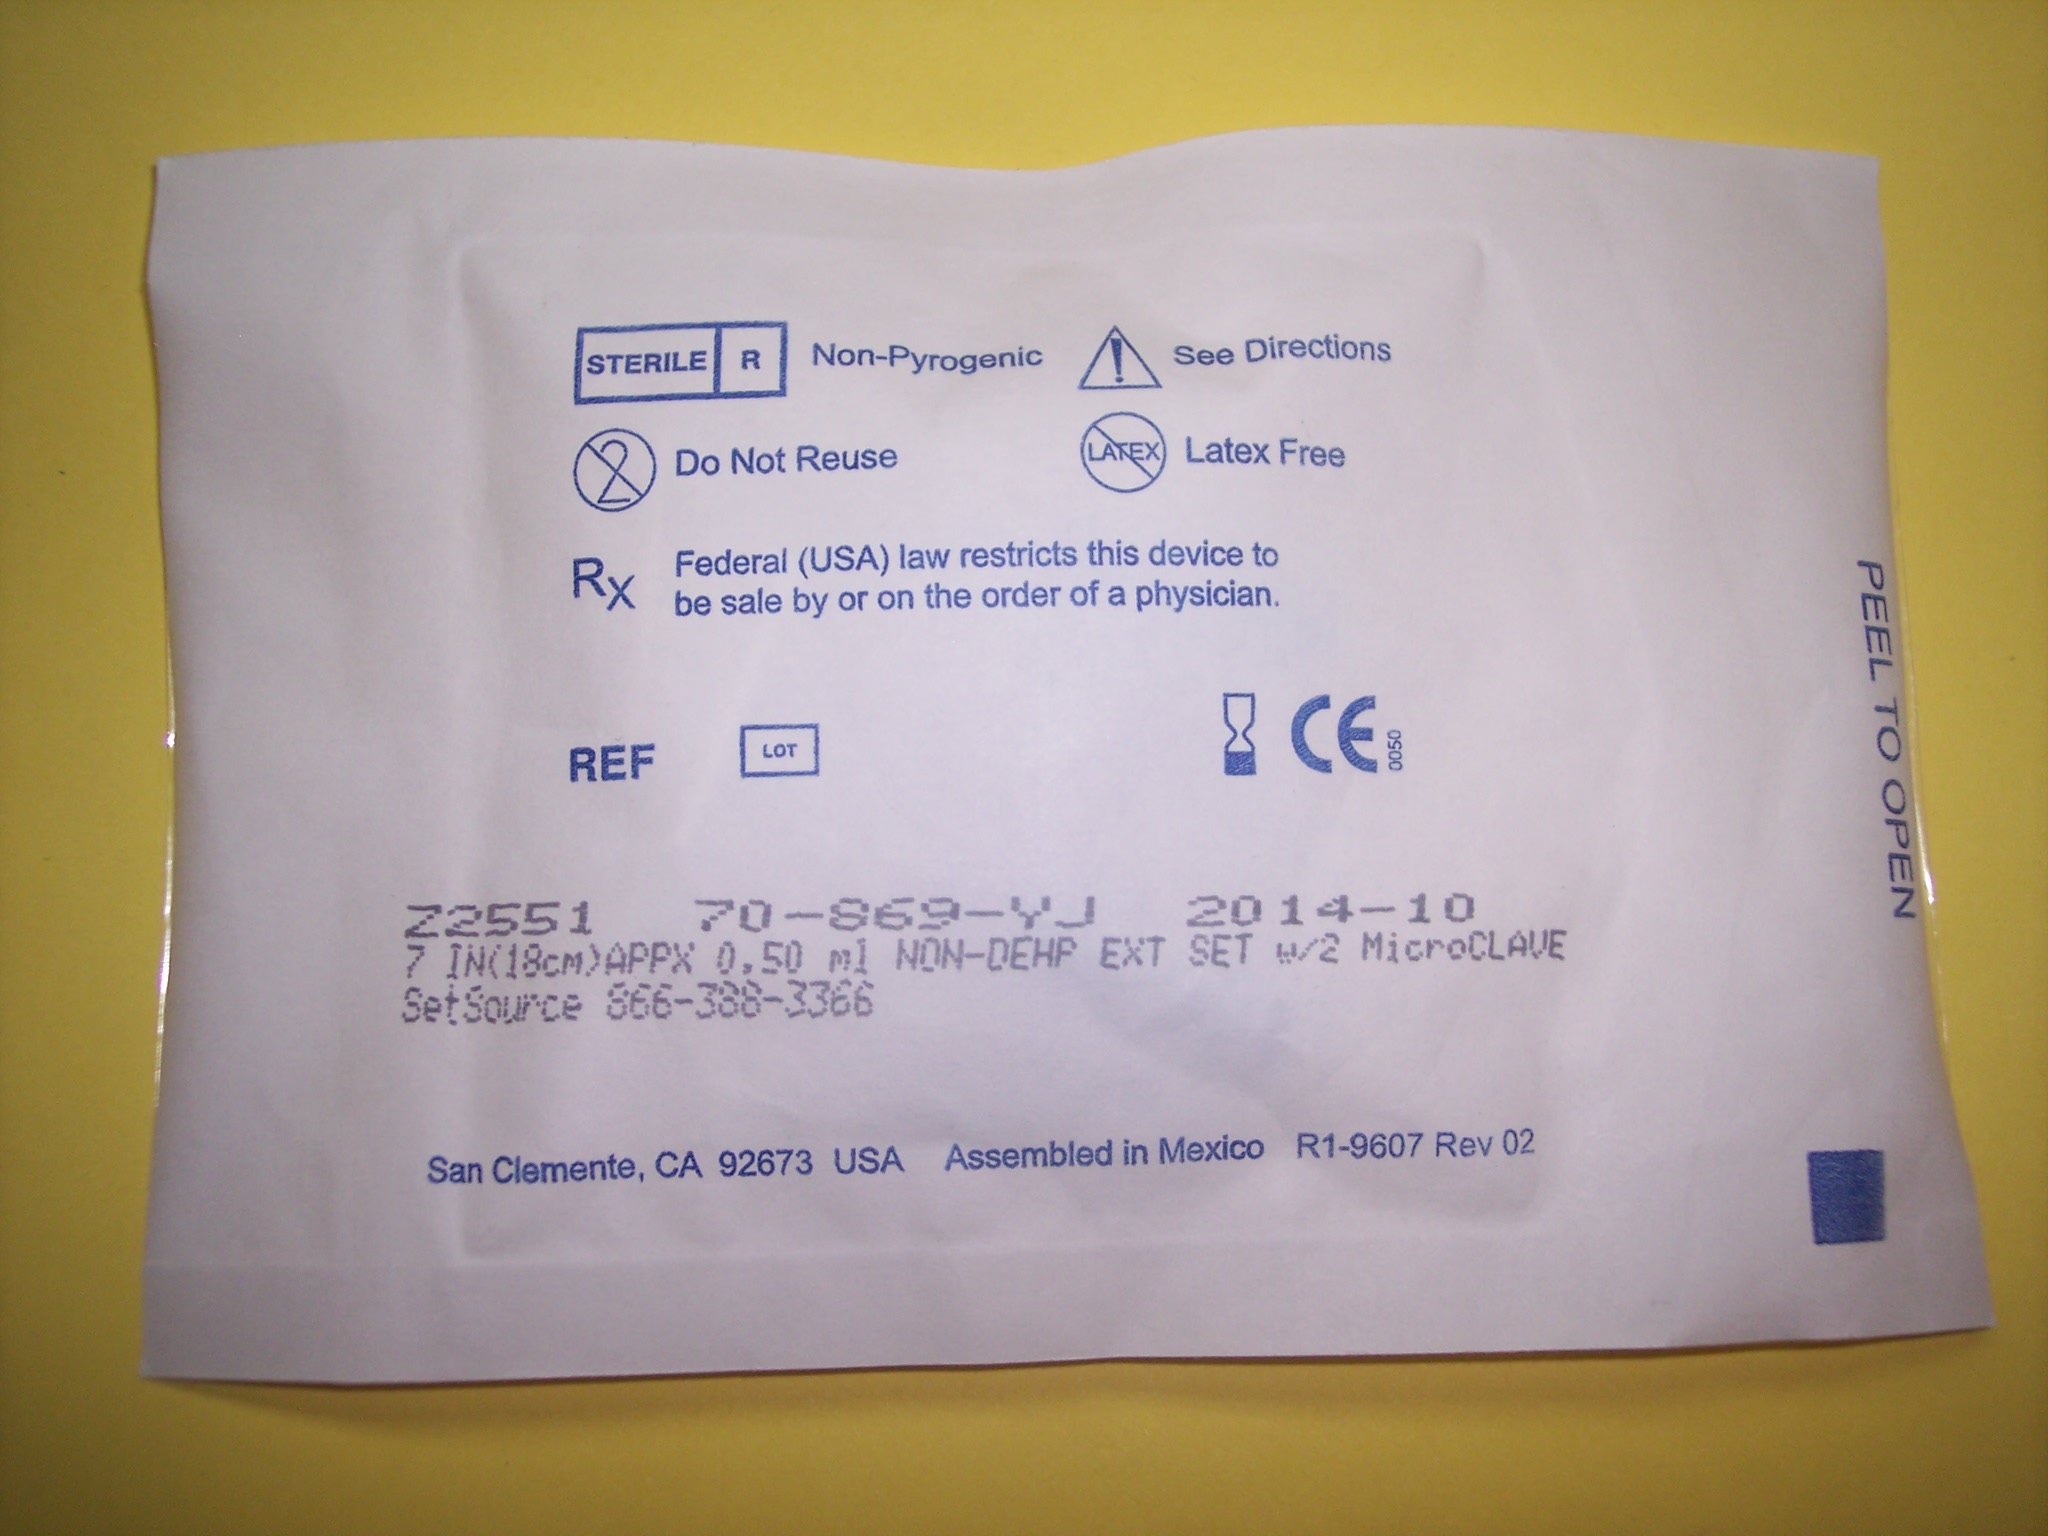 STERILE R Non-Pyrogenic See Directions
2 Do Not Reuse LATEX Latex Free
Rx Federal (USA) law restricts this device to
be sale by or on the order of a physician.
REF LOT CE 0050
Z2551 70-869-YJ 2014-10
7 IN(18cm)APPX 0.50 ml NON-DEHP EXT SET w/2 MicroCLAVE
SetSource 866-388-3366
San Clemente, CA 92673 USA Assembled in Mexico R1-9607 Rev 02
PEEL TO OPEN